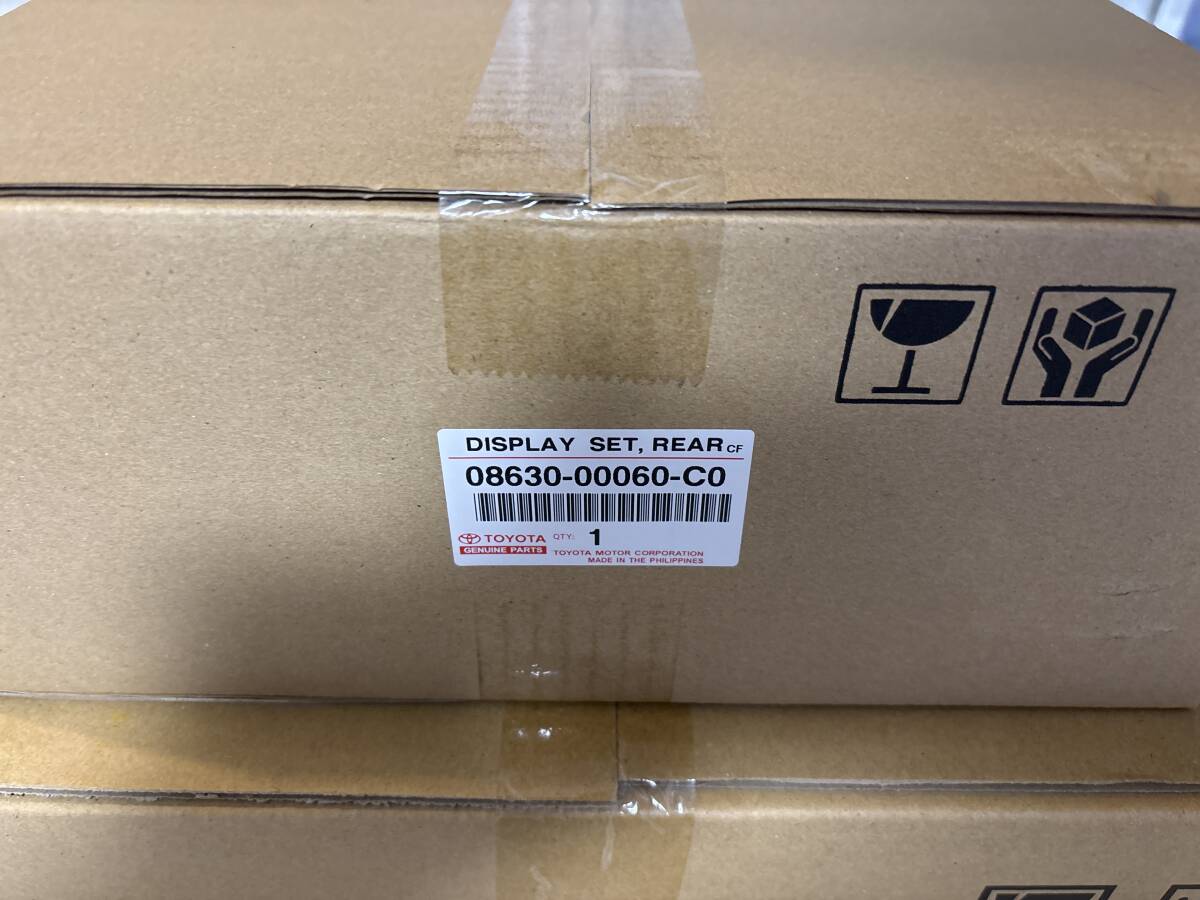 DISPLAY SET, REAR CF
08630-00060-C0
TOYOTA QTY: 1
GENUINE PARTS TOYOTA MOTOR CORPORATION
MADE IN THE PHILIPPINES